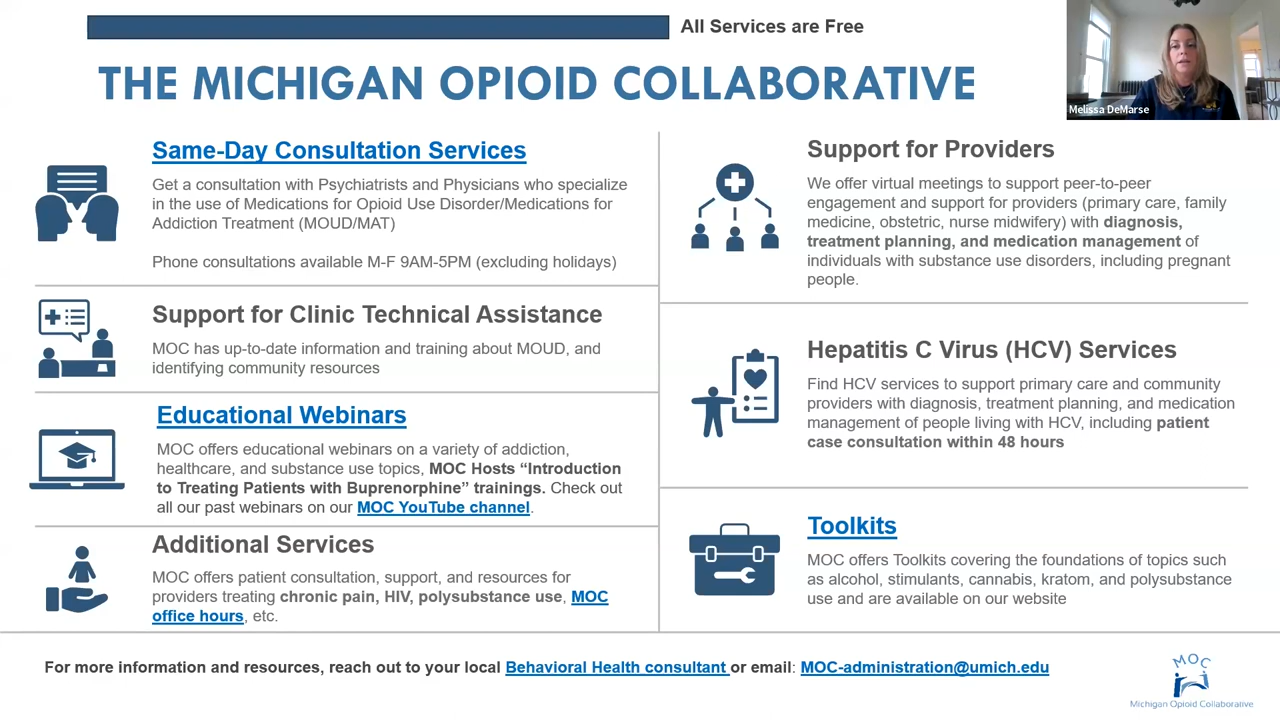 All Services are Free
THE MICHIGAN OPIOID COLLABORATIVE
Melissa DeMarse
Same-Day Consultation Services
Get a consultation with Psychiatrists and Physicians who specialize
in the use of Medications for Opioid Use Disorder/Medications for
Addiction Treatment (MOUD/MAT)
Phone consultations available M-F 9AM-5PM (excluding holidays)
Support for Clinic Technical Assistance
MOC has up-to-date information and training about MOUD, and
identifying community resources
Educational Webinars
MOC offers educational webinars on a variety of addiction,
healthcare, and substance use topics, MOC Hosts “Introduction
to Treating Patients with Buprenorphine” trainings. Check out
all our past webinars on our MOC YouTube channel.
Additional Services
MOC offers patient consultation, support, and resources for
providers treating chronic pain, HIV, polysubstance use, MOC
office hours, etc.
Support for Providers
We offer virtual meetings to support peer-to-peer
engagement and support for providers (primary care, family
medicine, obstetric, nurse midwifery) with diagnosis,
treatment planning, and medication management of
individuals with substance use disorders, including pregnant
people.
Hepatitis C Virus (HCV) Services
Find HCV services to support primary care and community
providers with diagnosis, treatment planning, and medication
management of people living with HCV, including patient
case consultation within 48 hours
Toolkits
MOC offers Toolkits covering the foundations of topics such
as alcohol, stimulants, cannabis, kratom, and polysubstance
use and are available on our website
For more information and resources, reach out to your local Behavioral Health consultant or email: MOC-administration@umich.edu
MOC
Michigan Opioid Collaborative